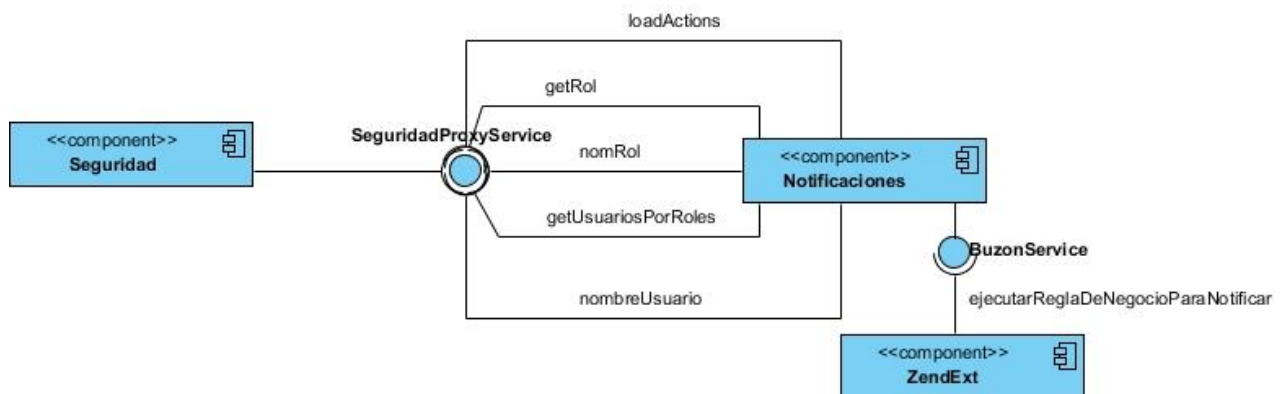 loadActions
getRol
<<component>>
Seguridad
SeguridadProxyService
nomRol
<<component>>
Notificaciones
getUsuariosPorRoles
BuzonService
nombreUsuario
ejecutarReglaDeNegocioParaNotificar
<<component>>
ZendExt